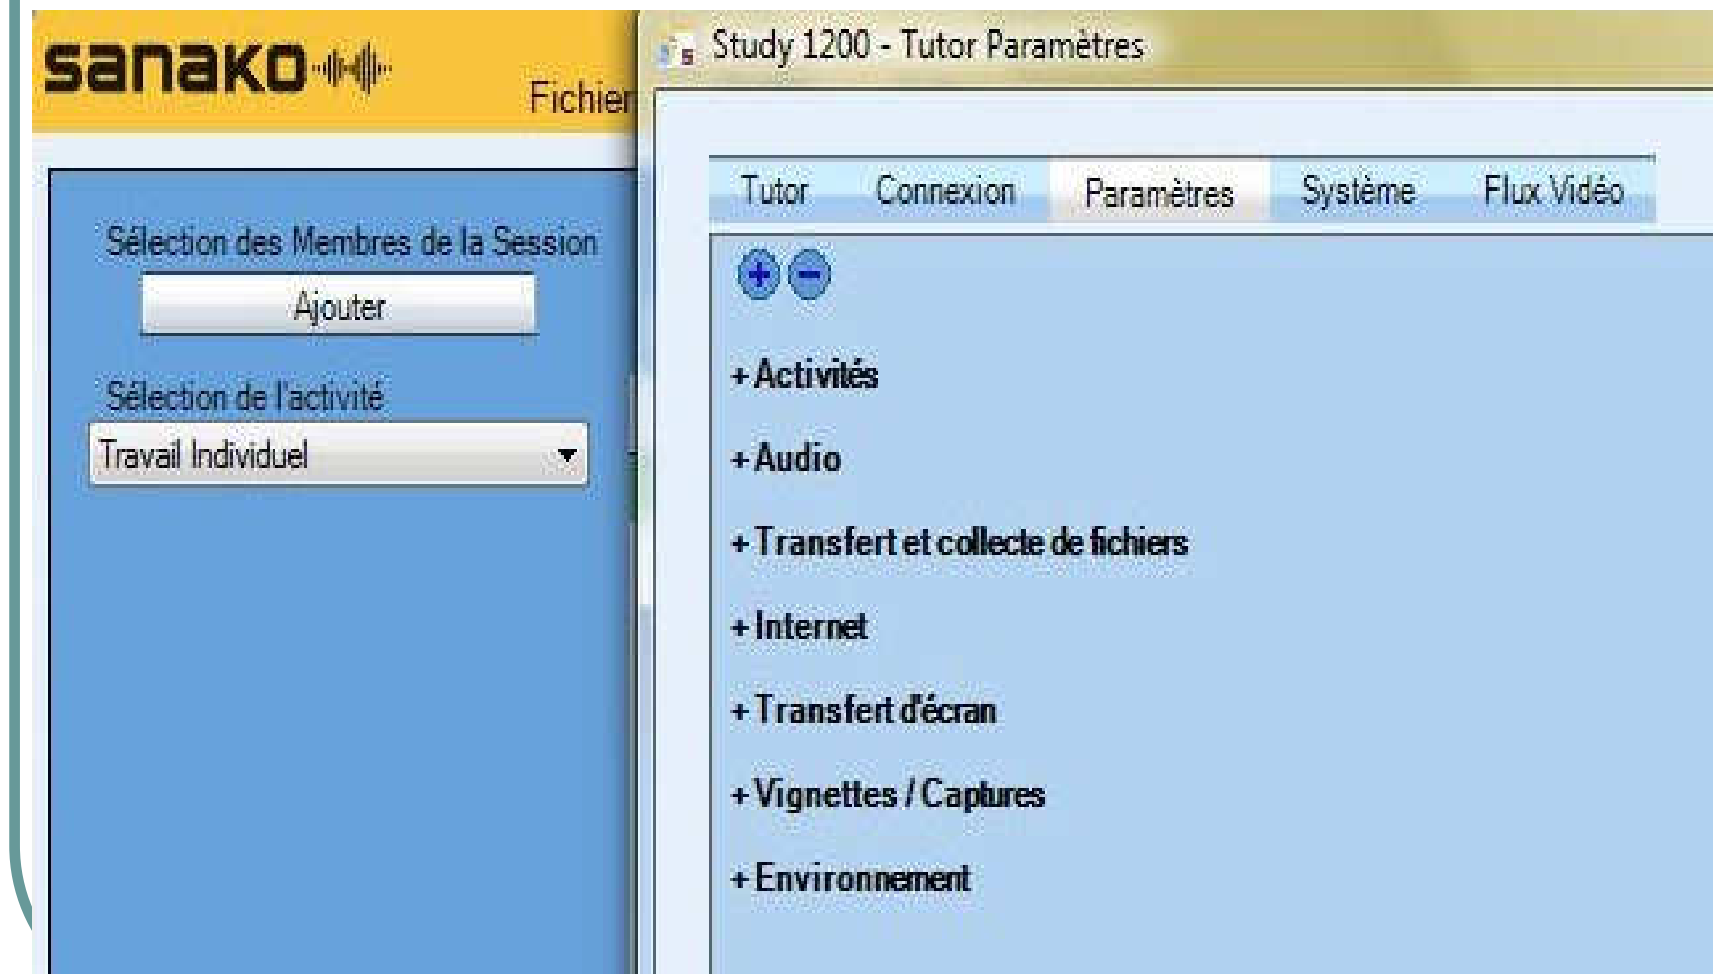 sanako
Fichier
Sélection des Membres de la Session
Ajouter
Sélection de l'activité
Travail Individuel
Study 1200 - Tutor Paramètres
Tutor Connexion Paramètres Système Flux Vidéo
+ Activités
+ Audio
+ Transfert et collecte de fichiers
+ Internet
+ Transfert d'écran
+ Vignettes / Captures
+ Environnement